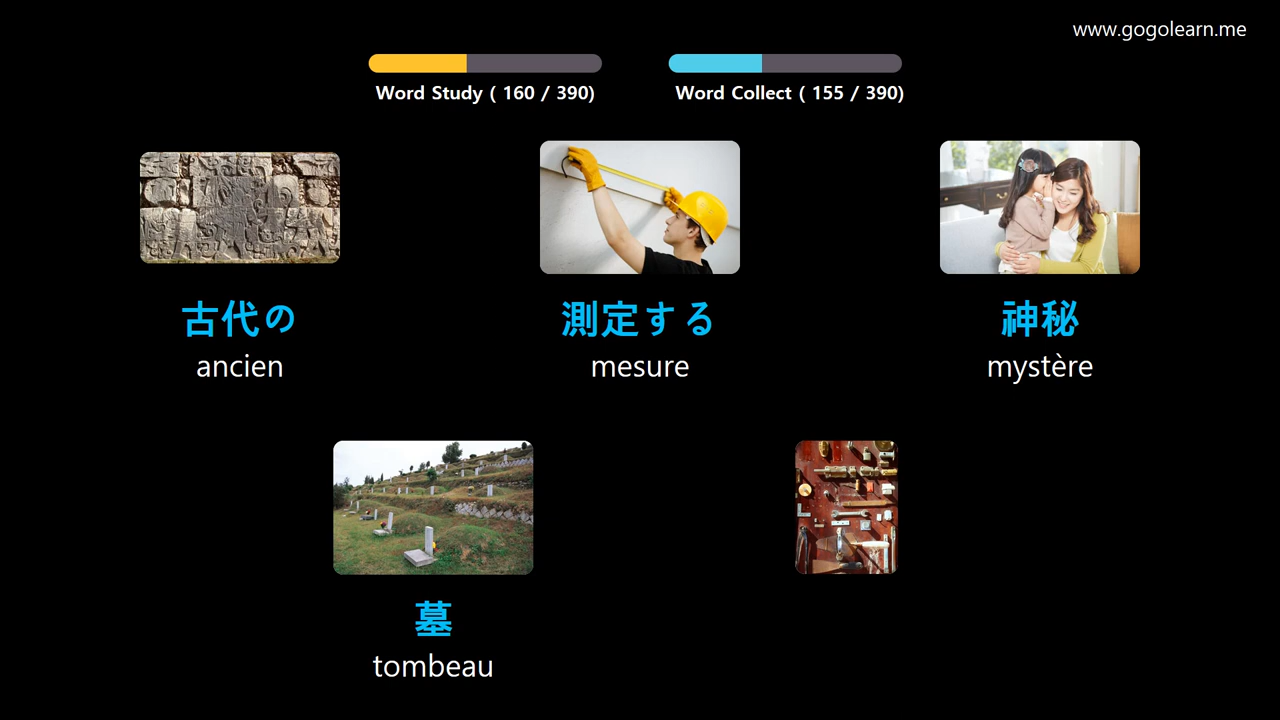 www.gogolearn.me
Word Study ( 160 / 390)
Word Collect ( 155 / 390)
古代の
ancien
測定する
mesure
神秘
mystère
墓
tombeau